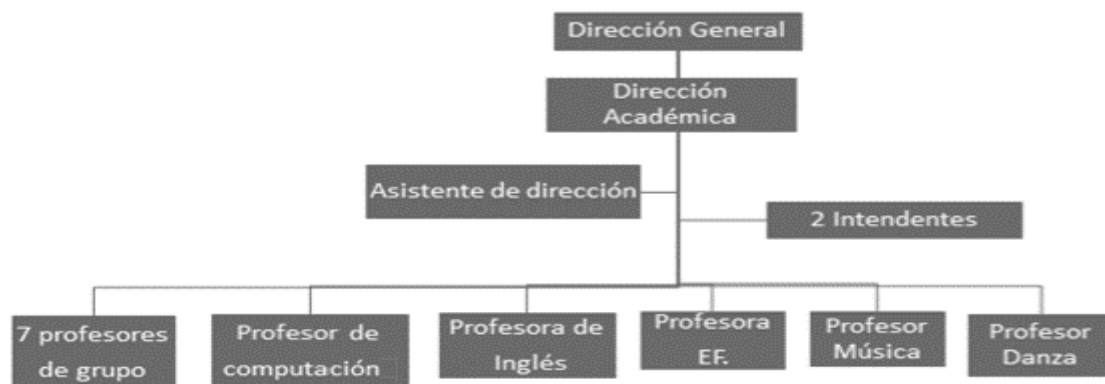 Dirección General
Dirección
Académica
Asistente de dirección
2 Intendentes
7 profesores
de grupo
Profesor de
computación
Profesora de
Inglés
Profesora
EF.
Profesor
Música
Profesor
Danza